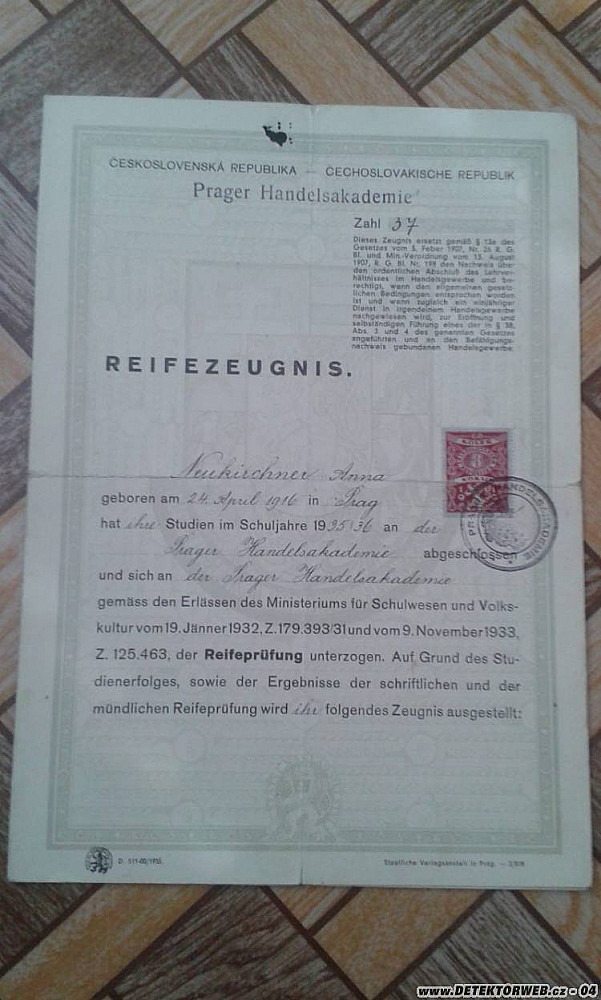 ČESKOSLOVENSKÁ REPUBLIKA — ČECHOSLOVAKISCHE REPUBLIK
Prager Handelsakademie
Zahl 37
Dieses Zeugnis ersetzt gemäß § 13a des
Gesetzes vom 5. Feber 1907, Nr. 26 R. G.
Bl. und Min.-Verordnung vom 13. August
1907, R. G. Bl. Nr. 198 den Nachweis über
den ordentlichen Abschluß des Lehrver-
hältnisses im Handelsgewerbe und be-
rechtigt, wenn den allgemeinen gesetz-
lichen Bedingungen entsprochen worden
ist und wenn zugleich ein einjähriger
Dienst in irgendeinem Handelsgewerbe
nachgewiesen wird, zur Eröffnung und
selbständigen Führung eines der in § 38,
Abs. 3 und 4 des genannten Gesetzes
angeführten und an den Befähigungs-
nachweis gebundenen Handelsgewerbe.
REIFEZEUGNIS.
KOLEK
Neukirchner Anna
geboren am 24. April 1916 in Prag
hat ihre Studien im Schuljahre 1935/36 an der
Prager Handelsakademie abgeschlossen
PRAGER HANDELSAKADEMIE
und sich an der Prager Handelsakademie
gemäss den Erlässen des Ministeriums für Schulwesen und Volks-
kultur vom 19. Jänner 1932, Z. 179.393/31 und vom 9. November 1933,
Z. 125.463, der Reifeprüfung unterzogen. Auf Grund des Stu-
dienerfolges, sowie der Ergebnisse der schriftlichen und der
mündlichen Reifeprüfung wird ihr folgendes Zeugnis ausgestellt:
Staatliche Verlagsanstalt in Prag. —
www.DETEKTORWEB.cz - 04